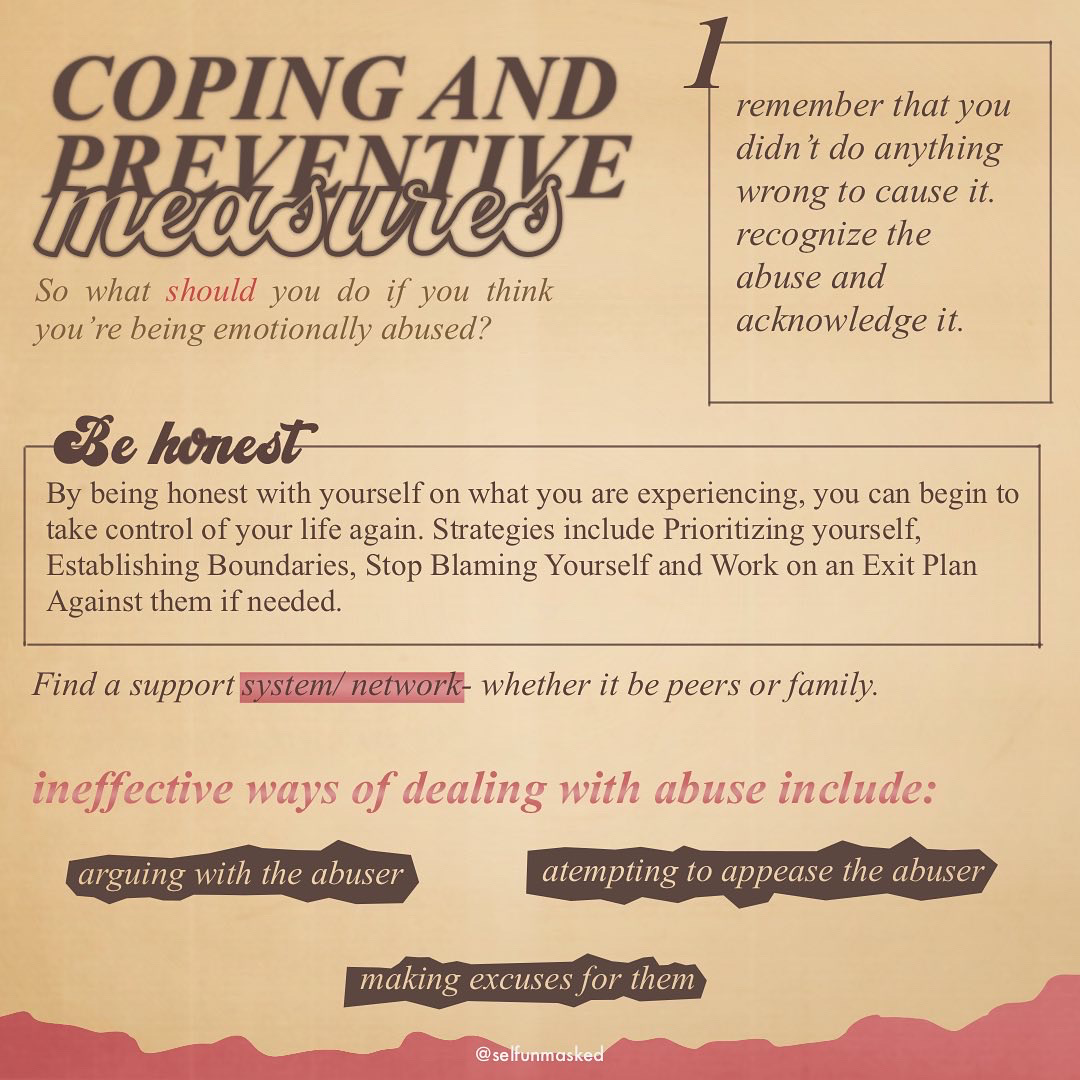 COPING AND
PREVENTIVE
measures
So what should you do if you think
you're being emotionally abused?
1
remember that you
didn't do anything
wrong to cause it.
recognize the
abuse and
acknowledge it.
Be honest
By being honest with yourself on what you are experiencing, you can begin to
take control of your life again. Strategies include Prioritizing yourself,
Establishing Boundaries, Stop Blaming Yourself and Work on an Exit Plan
Against them if needed.
Find a support system/ network- whether it be peers or family.
ineffective ways of dealing with abuse include:
arguing with the abuser
atempting to appease the abuser
making excuses for them
@selfunmasked